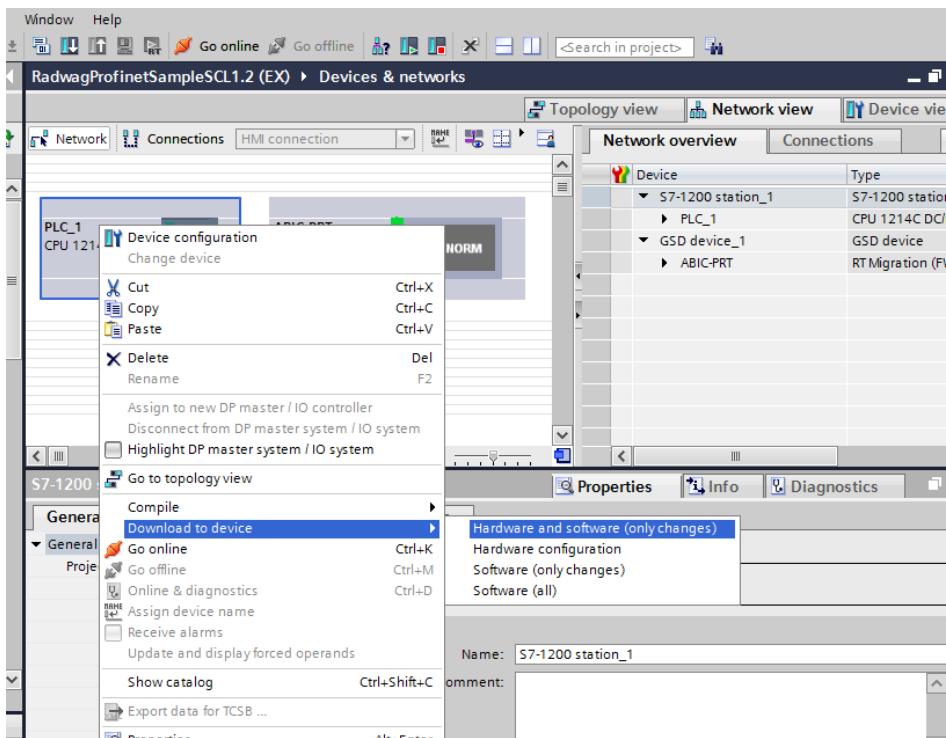 Window Help
Go online Go offline <Search in project>
RadwagProfinetSampleSCL1.2 (EX) ▸ Devices & networks
Topology view Network view Device vie
Network Connections HMI connection
Network overview Connections
Device Type
S7-1200 station_1 S7-1200 station
PLC_1 CPU 1214C DC/
GSD device_1 GSD device
ABIC-PRT RT Migration (FW
PLC_1
CPU 121
NORM
Device configuration
Change device
Cut Ctrl+X
Copy Ctrl+C
Paste Ctrl+V
Delete Del
Rename F2
Assign to new DP master / IO controller
Disconnect from DP master system / IO system
Highlight DP master system / IO system
Go to topology view
Compile
Download to device
Go online Ctrl+K
Go offline Ctrl+M
Online & diagnostics Ctrl+D
Assign device name
Receive alarms
Update and display forced operands
Show catalog Ctrl+Shift+C
Export data for TCSB ...
Hardware and software (only changes)
Hardware configuration
Software (only changes)
Software (all)
S7-1200
Properties Info Diagnostics
Genera
General
Proje
Name: S7-1200 station_1
omment: